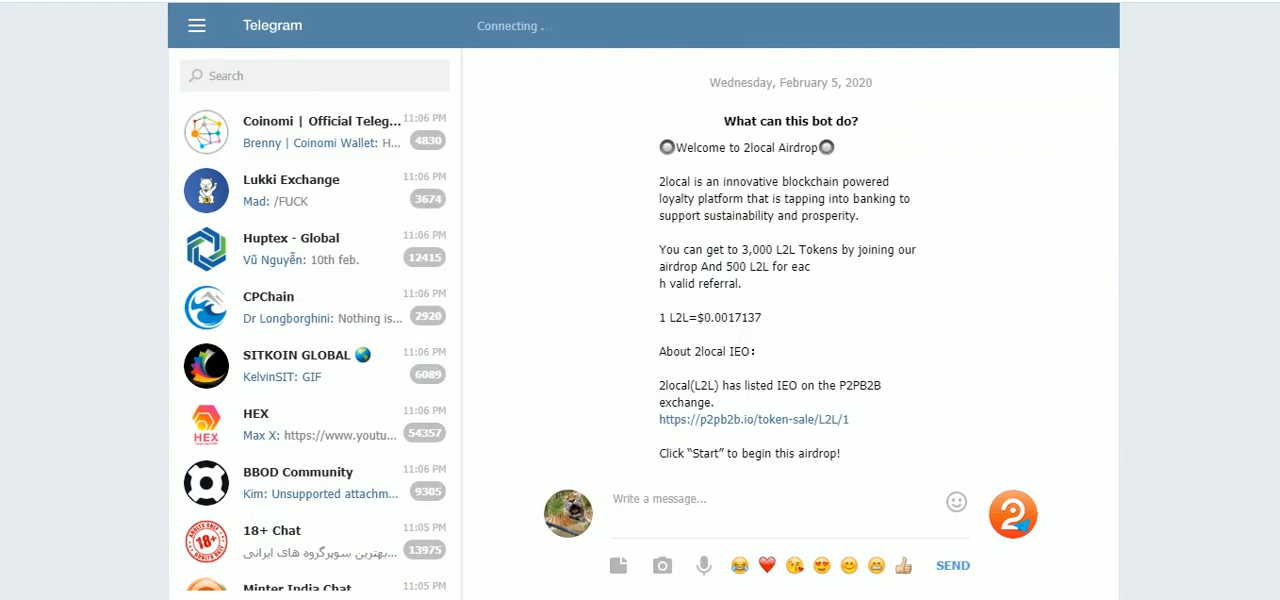 Telegram
Connecting ...
Search
Coinomi | Official Teleg... 11:06 PM
Brenny | Coinomi Wallet: H... 4830
Lukki Exchange 11:06 PM
Mad: /FUCK 3674
Huptex - Global 11:06 PM
Vũ Nguyễn: 10th feb. 12415
CPChain 11:06 PM
Dr Longborghini: Nothing is... 2920
SITKOIN GLOBAL 🌏 11:06 PM
KelvinSIT: GIF 6089
HEX 11:06 PM
HEX
Max X: https://www.youtu... 54357
BBOD Community 11:06 PM
Kim: Unsupported attachm... 9305
18+ Chat 11:05 PM
ADULTS ONLY
18+
بهترین سوپرگروه های ایرانی... 13975
Minter India Chat 11:05 PM
Wednesday, February 5, 2020
What can this bot do?
🔘Welcome to 2local Airdrop🔘
2local is an innovative blockchain powered
loyalty platform that is tapping into banking to
support sustainability and prosperity.
You can get to 3,000 L2L Tokens by joining our
airdrop And 500 L2L for eac
h valid referral.
1 L2L=$0.0017137
About 2local IEO:
2local(L2L) has listed IEO on the P2PB2B
exchange.
https://p2pb2b.io/token-sale/L2L/1
Click “Start” to begin this airdrop!
Write a message...
2
😂 ❤️ 😘 😍 😊 😁 👍 SEND